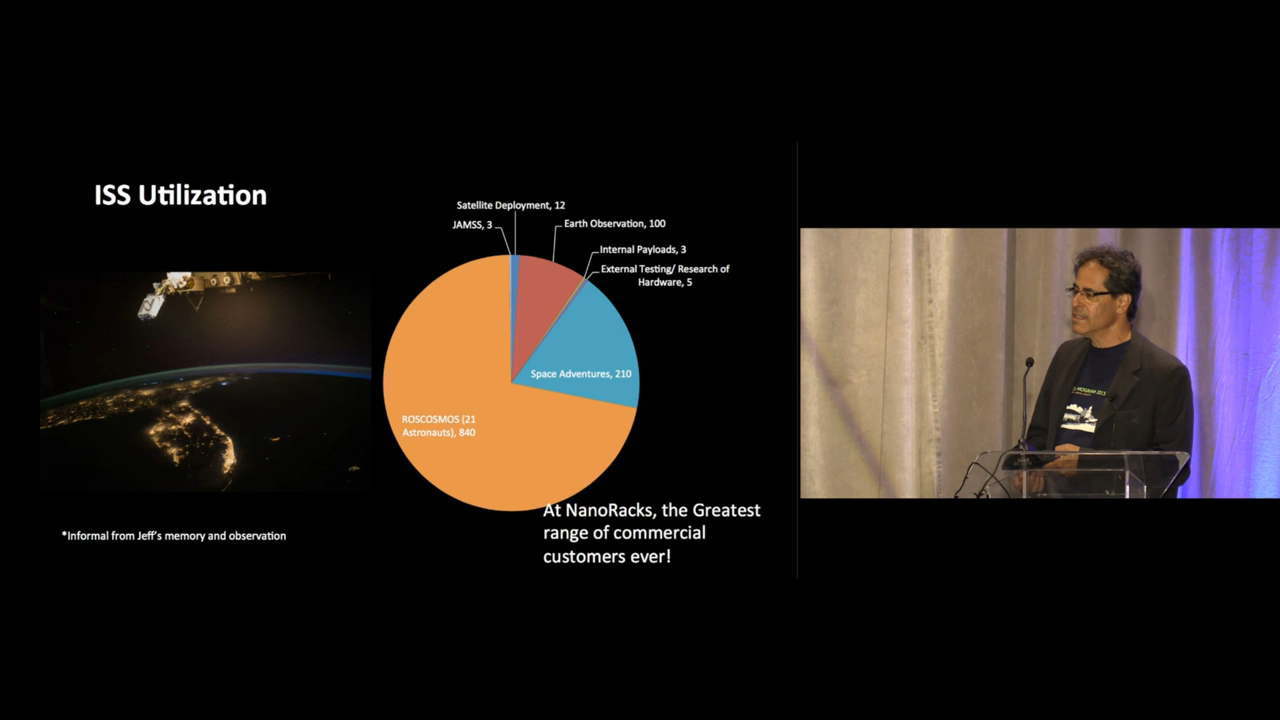 ISS Utilization
Satellite Deployment, 12
JAMSS, 3
Earth Observation, 100
Internal Payloads, 3
External Testing/ Research of
Hardware, 5
Space Adventures, 210
ROSCOSMOS (21
Astronauts), 840
At NanoRacks, the Greatest
range of commercial
customers ever!
*Informal from Jeff's memory and observation
PROGRAM 2013